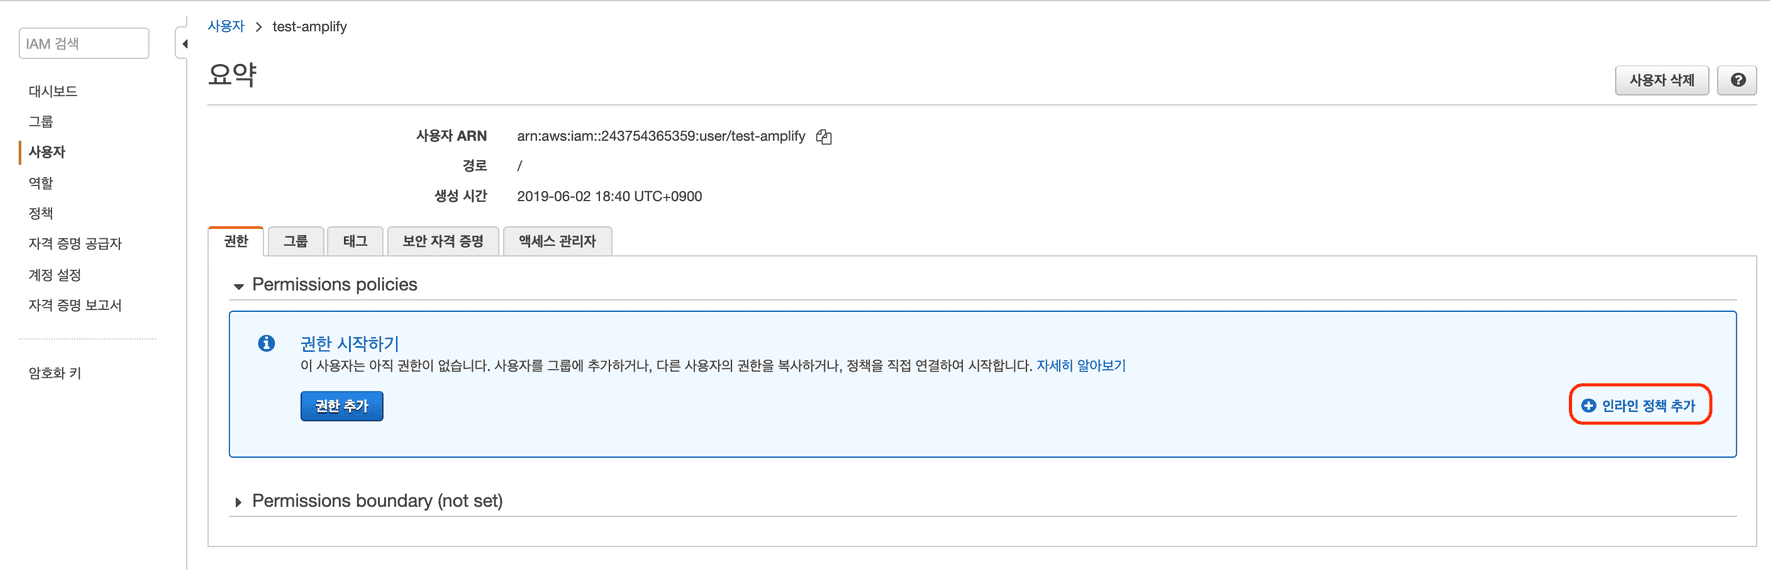 IAM 검색
대시보드
그룹
사용자
역할
정책
자격 증명 공급자
계정 설정
자격 증명 보고서
암호화 키
사용자 > test-amplify
요약
사용자 삭제
?
사용자 ARN arn:aws:iam::243754365359:user/test-amplify
경로 /
생성 시간 2019-06-02 18:40 UTC+0900
권한 그룹 태그 보안 자격 증명 액세스 관리자
Permissions policies
권한 시작하기
이 사용자는 아직 권한이 없습니다. 사용자를 그룹에 추가하거나, 다른 사용자의 권한을 복사하거나, 정책을 직접 연결하여 시작합니다. 자세히 알아보기
권한 추가 인라인 정책 추가
Permissions boundary (not set)